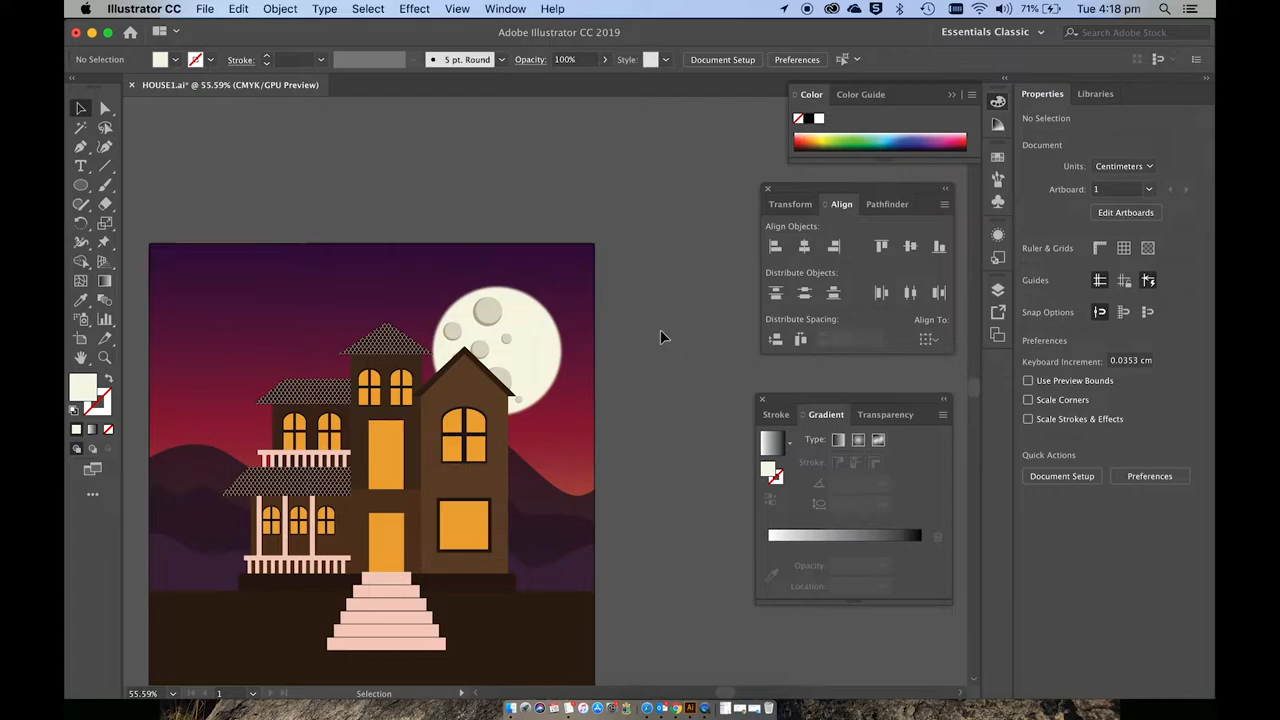 Illustrator CC File Edit Object Type Select Effect View Window Help 71% Tue 4:18 pm
Adobe Illustrator CC 2019 Essentials Classic Search Adobe Stock
No Selection Stroke: 5 pt. Round Opacity: 100% Style: Document Setup Preferences
HOUSE1.ai* @ 55.59% (CMYK/GPU Preview)
Color Color Guide
Properties Libraries
No Selection
Document
Units: Centimeters
Artboard: 1
Edit Artboards
Ruler & Grids
Guides
Snap Options
Preferences
Keyboard Increment: 0.0353 cm
Use Preview Bounds
Scale Corners
Scale Strokes & Effects
Quick Actions
Document Setup Preferences
Transform Align Pathfinder
Align Objects:
Distribute Objects:
Distribute Spacing: Align To:
Stroke Gradient Transparency
Type:
Stroke:
Opacity
Location:
55.59% 1 Selection